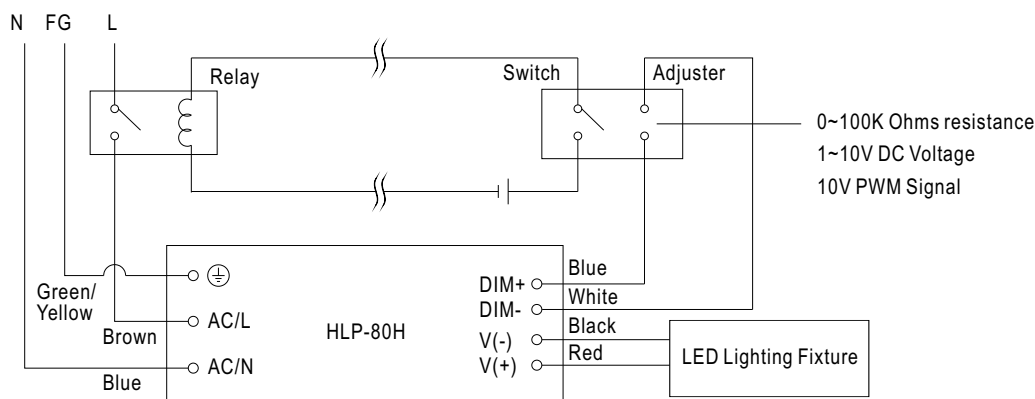 N FG L
Relay
Switch
Adjuster
0~100K Ohms resistance
1~10V DC Voltage
10V PWM Signal
Green/
Yellow
Brown
Blue
AC/L
AC/N
HLP-80H
DIM+
DIM-
V(-)
V(+)
Blue
White
Black
Red
LED Lighting Fixture